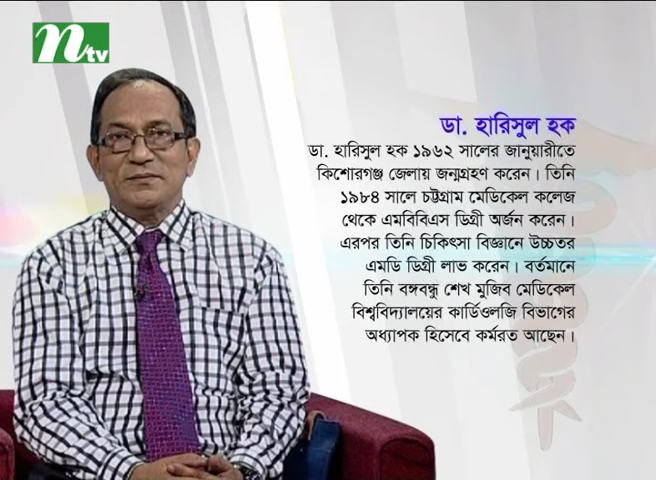 ntv
ডা. হারিসুল হক
ডা. হারিসুল হক ১৯৬২ সালের জানুয়ারীতে
কিশোরগঞ্জ জেলায় জন্মগ্রহণ করেন। তিনি
১৯৮৪ সালে চট্টগ্রাম মেডিকেল কলেজ
থেকে এমবিবিএস ডিগ্রী অর্জন করেন।
এরপর তিনি চিকিৎসা বিজ্ঞানে উচ্চতর
এমডি ডিগ্রী লাভ করেন। বর্তমানে
তিনি বঙ্গবন্ধু শেখ মুজিব মেডিকেল
বিশ্ববিদ্যালয়ের কার্ডিওলজি বিভাগের
অধ্যাপক হিসেবে কর্মরত আছেন।